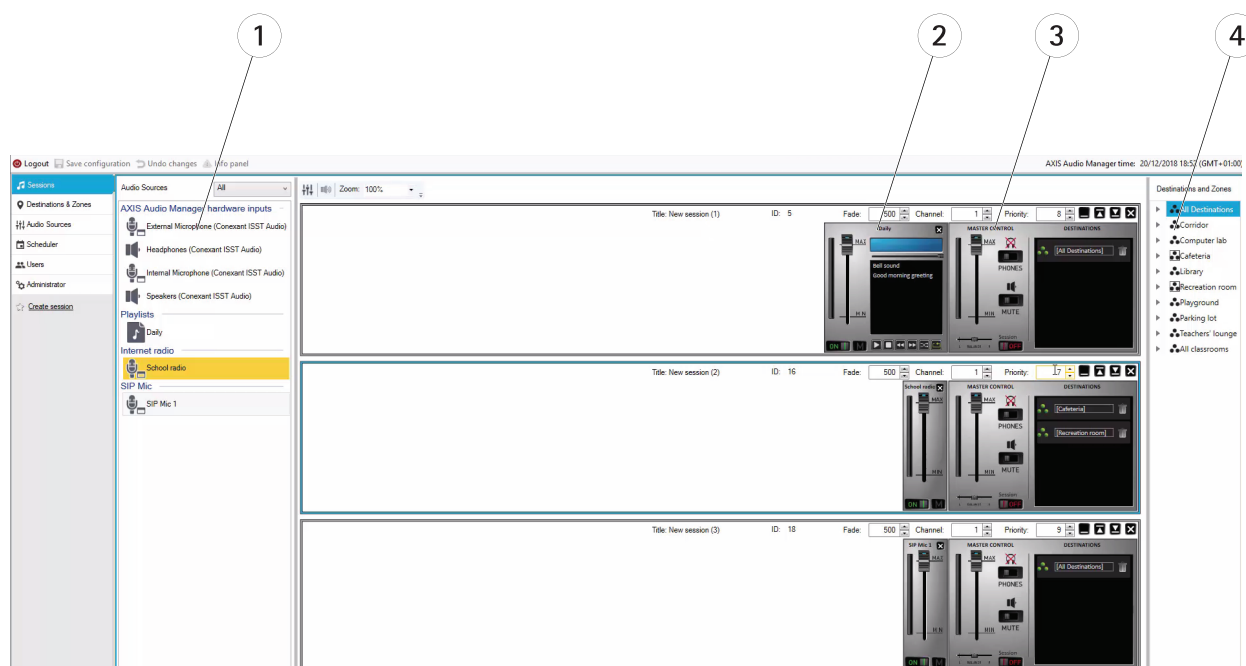 1
2
3
4
Logout Save configuration Undo changes Info panel
AXIS Audio Manager time: 20/12/2018 18:57 (GMT+01:00)
Sessions
Destinations & Zones
Audio Sources
Scheduler
Users
Administrator
Create session
Audio Sources All
AXIS Audio Manager hardware inputs
External Microphone (Conexant ISST Audio)
Headphones (Conexant ISST Audio)
Internal Microphone (Conexant ISST Audio)
Speakers (Conexant ISST Audio)
Playlists
Daily
Internet radio
School radio
SIP Mic
SIP Mic 1
Zoom: 100%
Title: New session (1) ID: 5 Fade: 500 Channel: 1 Priority: 8
Daily MASTER CONTROL DESTINATIONS
MAX MAX
[All Destinations]
Bell sound
Good morning greeting
PHONES
MIN MIN MUTE
Session
ON M SELECT OFF
Title: New session (2) ID: 16 Fade: 500 Channel: 1 Priority: 7
School radio MASTER CONTROL DESTINATIONS
MAX MAX
[Cafeteria]
PHONES
[Recreation room]
MIN MIN MUTE
Session
ON M SELECT OFF
Title: New session (3) ID: 18 Fade: 500 Channel: 1 Priority: 9
SIP Mic 1 MASTER CONTROL DESTINATIONS
MAX MAX
[All Destinations]
PHONES
MIN MIN MUTE
Session
ON M SELECT OFF
Destinations and Zones
All Destinations
Corridor
Computer lab
Cafeteria
Library
Recreation room
Playground
Parking lot
Teachers' lounge
All classrooms